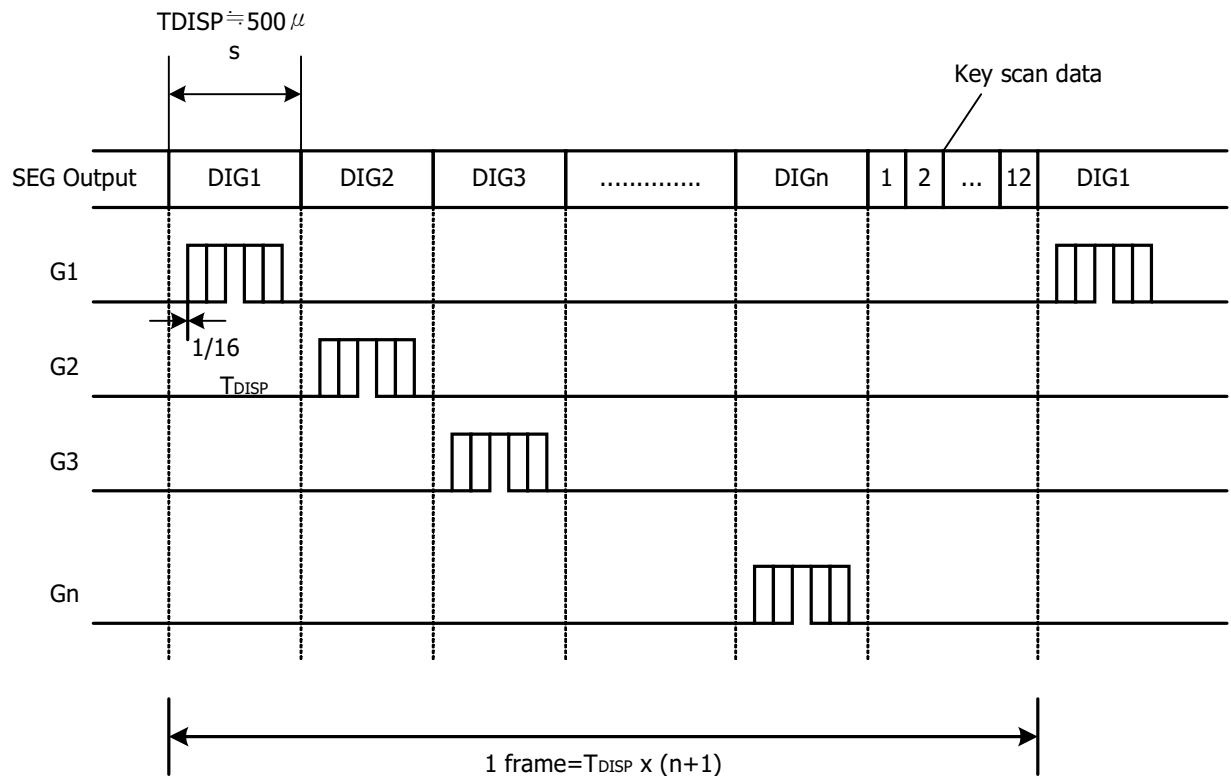 TDISP≒500μ
s
Key scan data
SEG Output DIG1 DIG2 DIG3 .............. DIGn 1 2 ... 12 DIG1
G1
1/16
G2
TDISP
G3
Gn
1 frame=TDISP x (n+1)